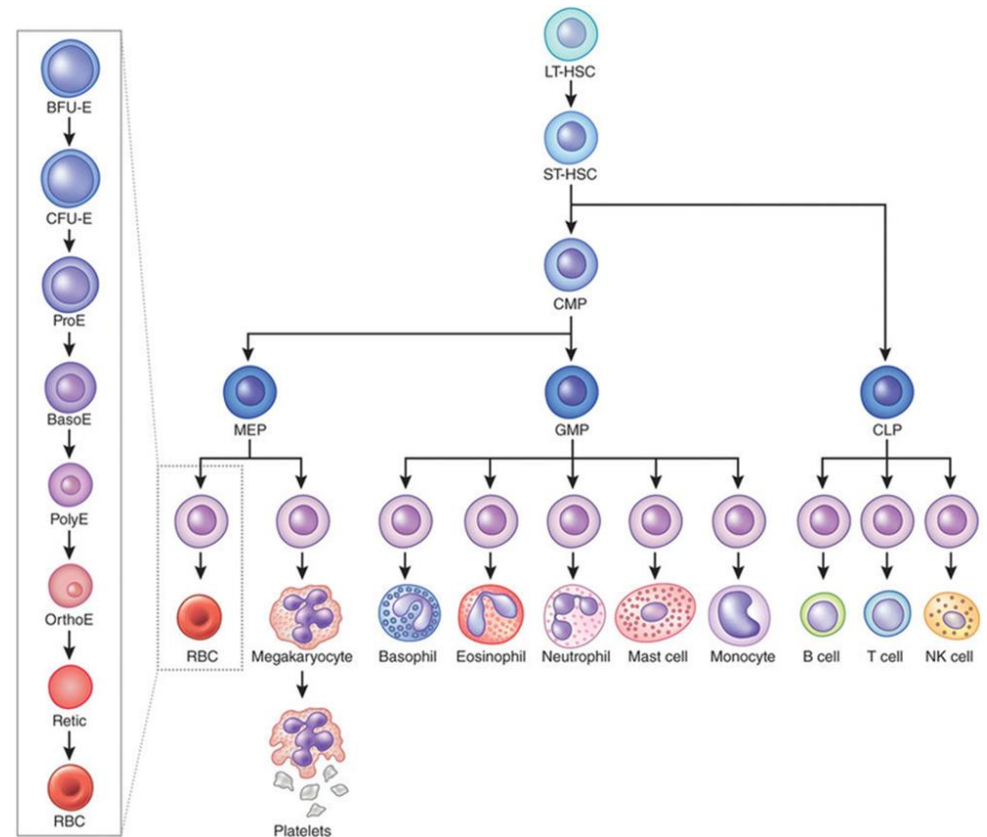 BFU-E
CFU-E
ProE
BasoE
PolyE
OrthoE
Retic
RBC
LT-HSC
ST-HSC
CMP
MEP
GMP
CLP
RBC
Megakaryocyte
Basophil
Eosinophil
Neutrophil
Mast cell
Monocyte
B cell
T cell
NK cell
Platelets